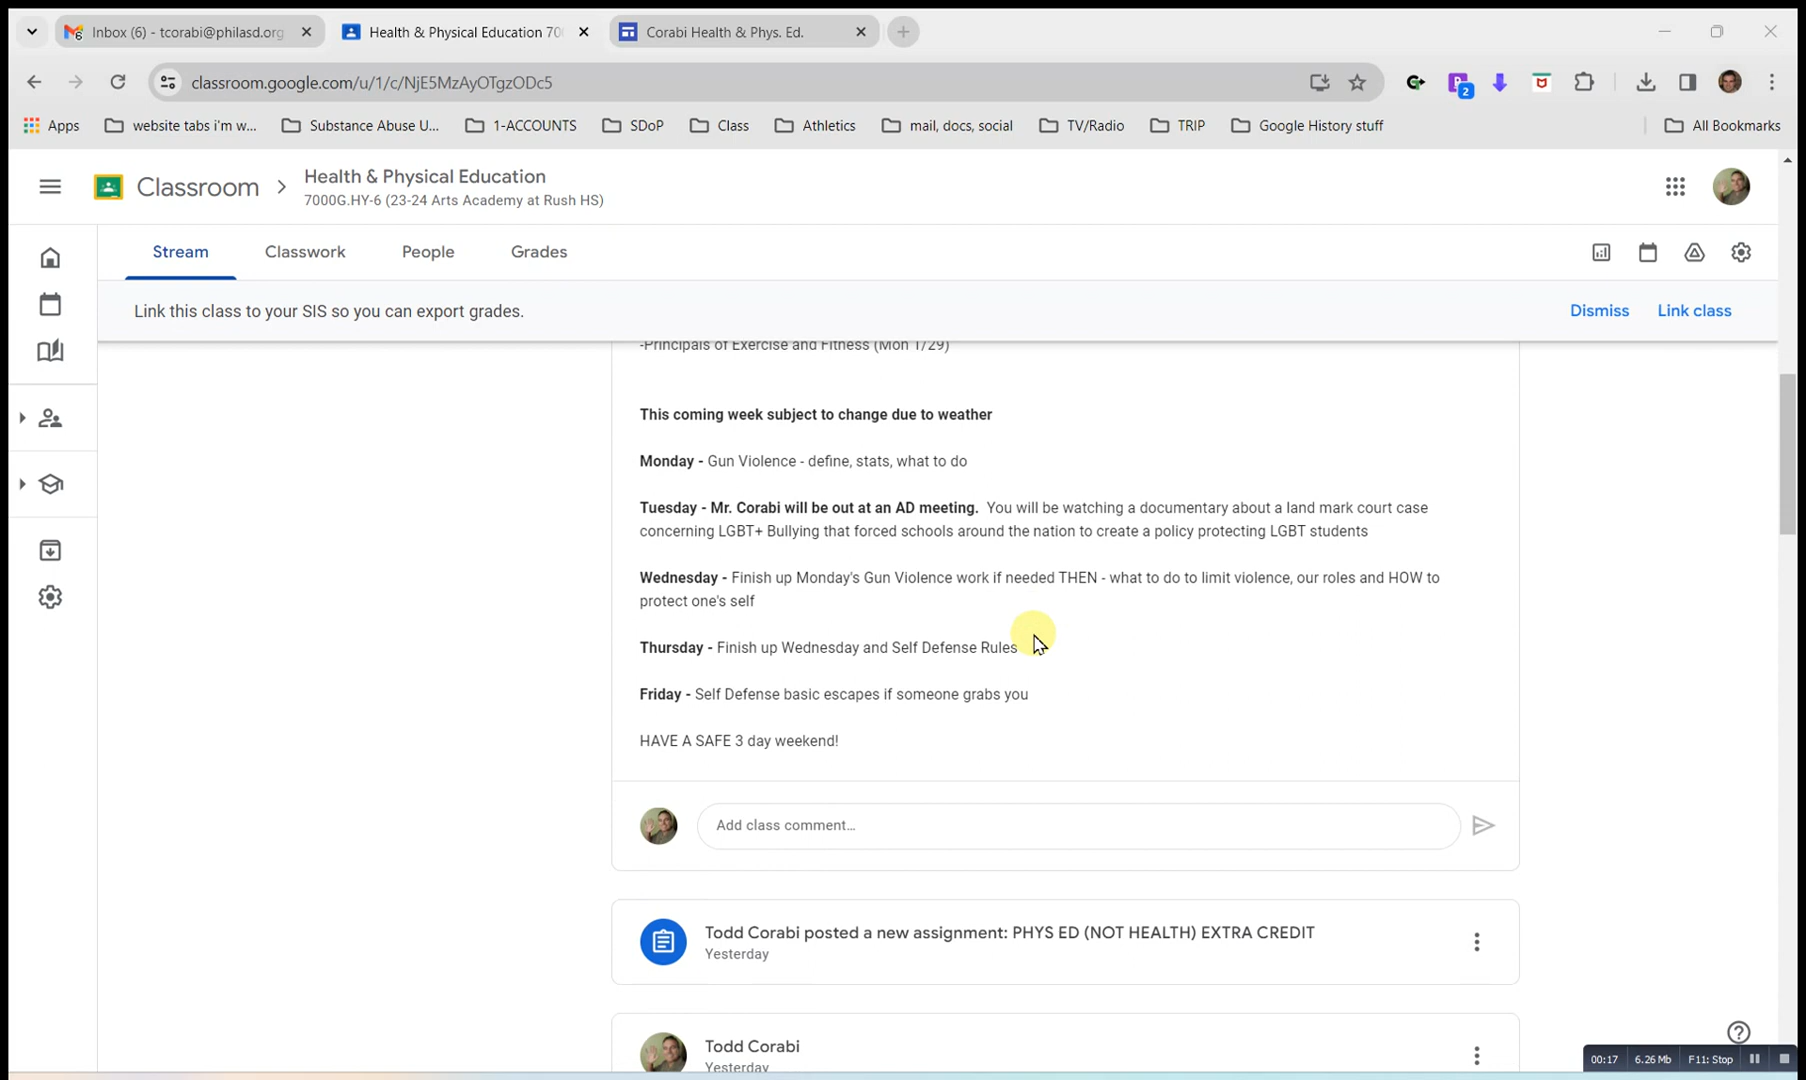 Inbox (6) - tcorabi@philasd.org
Health & Physical Education 70
Corabi Health & Phys. Ed.
classroom.google.com/u/1/c/NjE5MzAyOTgzODc5
2
Apps
website tabs i'm w...
Substance Abuse U...
1-ACCOUNTS
SDoP
Class
Athletics
mail, docs, social
TV/Radio
TRIP
Google History stuff
All Bookmarks
Classroom
Health & Physical Education
7000G.HY-6 (23-24 Arts Academy at Rush HS)
Stream
Classwork
People
Grades
Link this class to your SIS so you can export grades.
Dismiss
Link class
-Principals of Exercise and Fitness (Mon 1/29)
This coming week subject to change due to weather
Monday - Gun Violence - define, stats, what to do
Tuesday - Mr. Corabi will be out at an AD meeting. You will be watching a documentary about a land mark court case
concerning LGBT+ Bullying that forced schools around the nation to create a policy protecting LGBT students
Wednesday - Finish up Monday's Gun Violence work if needed THEN - what to do to limit violence, our roles and HOW to
protect one's self
Thursday - Finish up Wednesday and Self Defense Rules
Friday - Self Defense basic escapes if someone grabs you
HAVE A SAFE 3 day weekend!
Add class comment...
Todd Corabi posted a new assignment: PHYS ED (NOT HEALTH) EXTRA CREDIT
Yesterday
Todd Corabi
Yesterday
00:17
6.26 Mb
F11: Stop